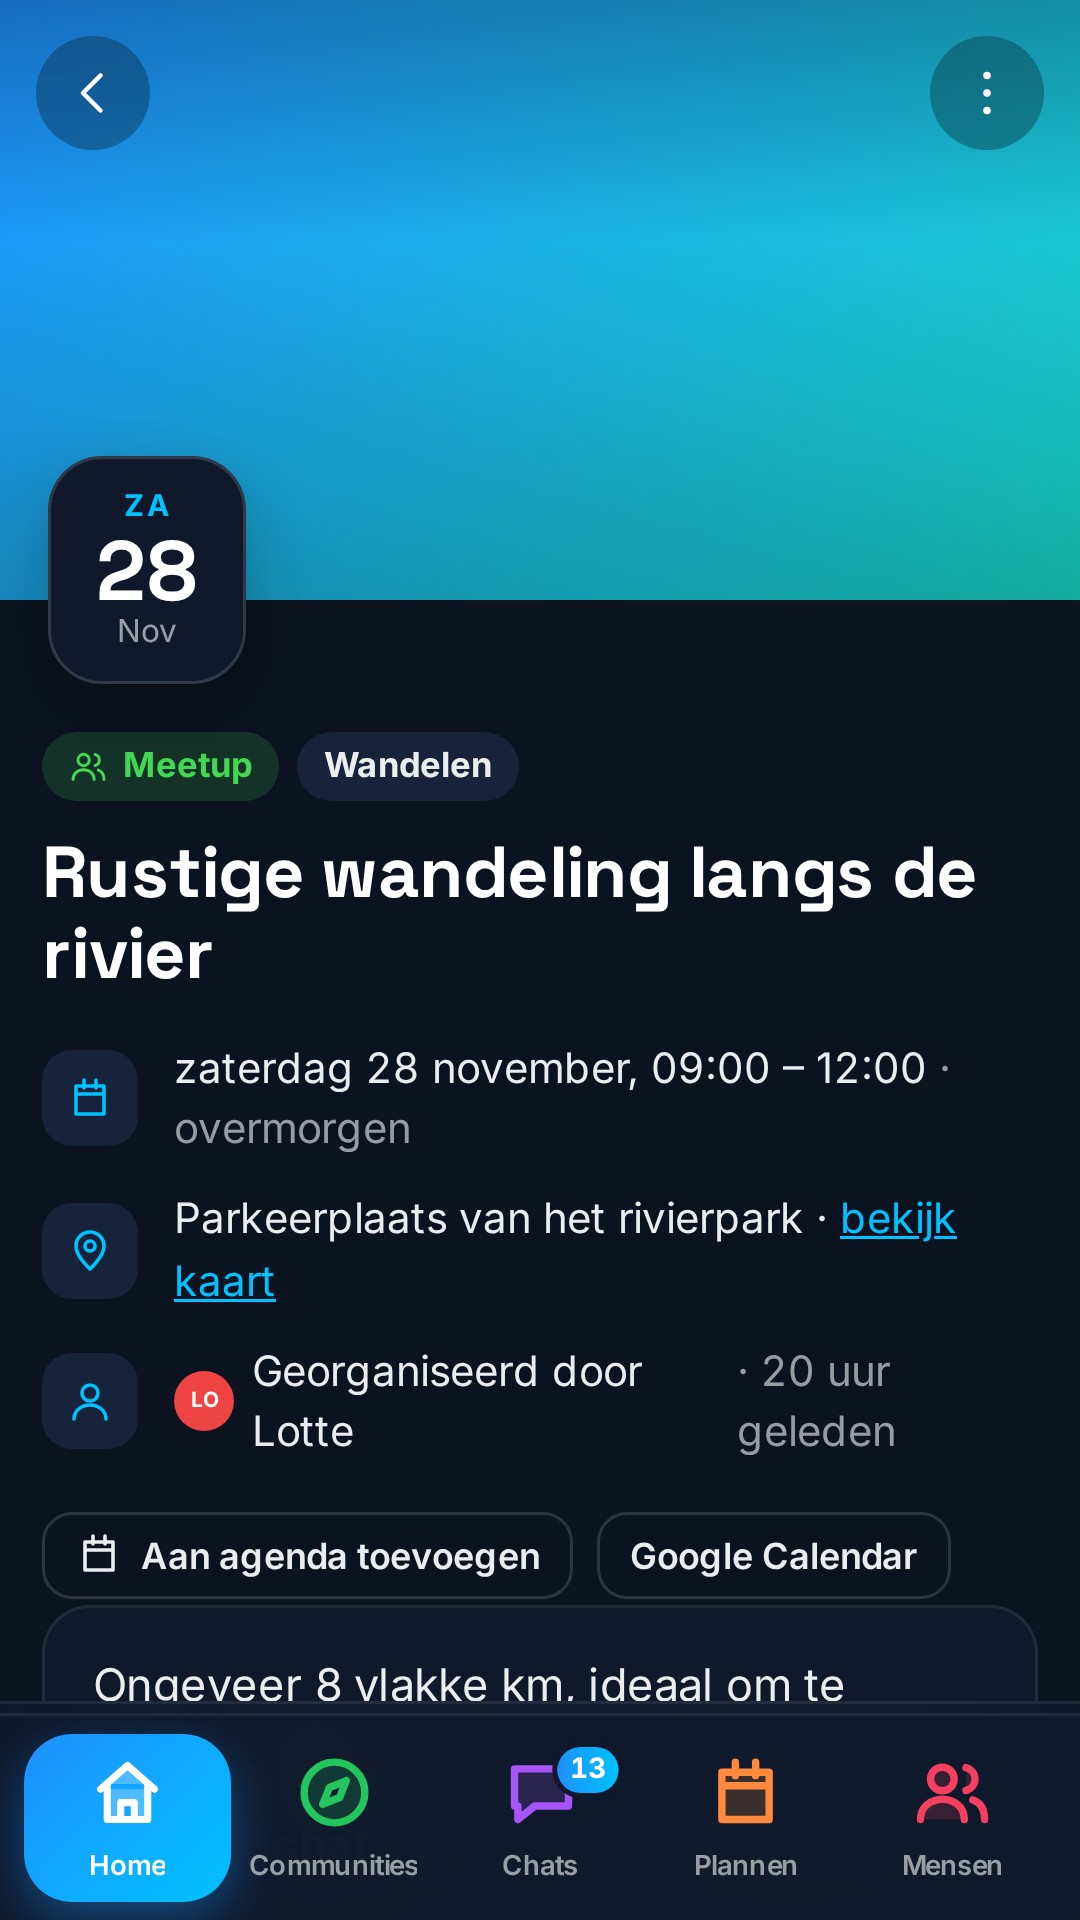 ZA
28
Nov
Meetup
Wandelen
Rustige wandeling langs de
rivier
zaterdag 28 november, 09:00 – 12:00 ·
overmorgen
Parkeerplaats van het rivierpark · bekijk
kaart
LO
Georganiseerd door
Lotte
· 20 uur
geleden
Aan agenda toevoegen
Google Calendar
Ongeveer 8 vlakke km, ideaal om te
13
Home
Communities
Chats
Plannen
Mensen